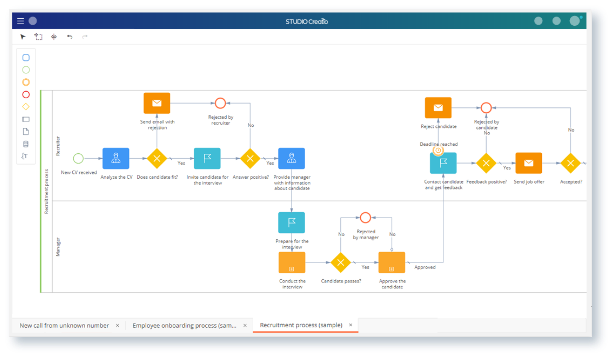 STUDIO Creatio
Recruitment process
Recruiter
Manager
New CV received
Analyze the CV
Send email with
rejection
Does candidate fit?
Yes
Rejected by
recruiter
Invite candidate for
the interview
No
Answer positive?
Yes
Provide manager
with information
about candidate
Prepare for the
interview
Conduct the
interview
Candidate passes?
No
Yes
Rejected
by manager
No
Approve the
candidate
Approved
Reject candidate
Deadline reached
Contact candidate
and get feedback
Rejected by
candidate
No
Feedback positive?
Yes
Send job offer
No
Accepted?
New call from unknown number ×
Employee onboarding process (sam... ×
Recruitment process (sample) ×